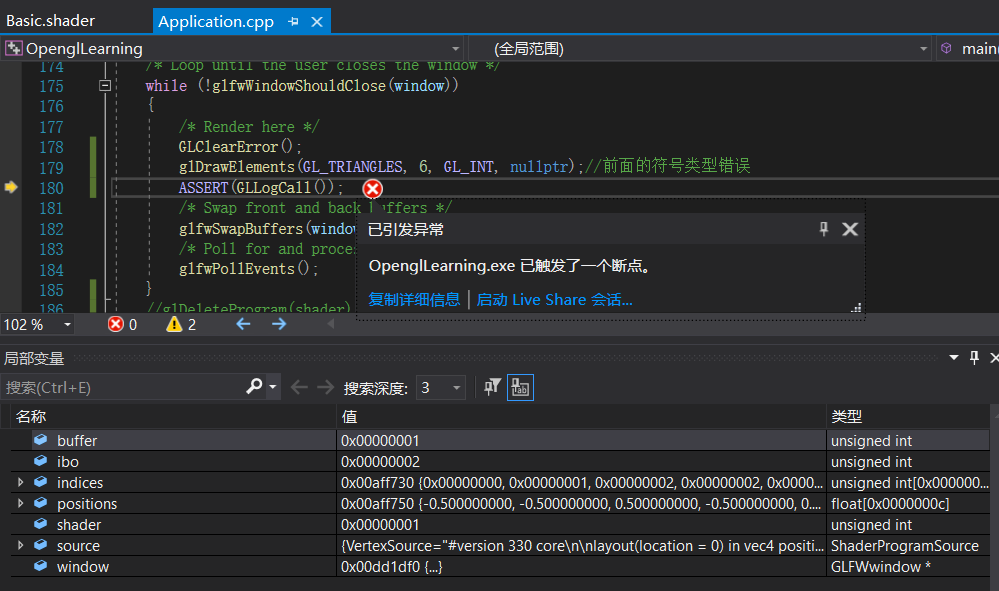 Basic.shader
Application.cpp
OpenglLearning
(全局范围)
main(
174 /* Loop until the user closes the window */
175 while (!glfwWindowShouldClose(window))
176 {
177 /* Render here */
178 GLClearError();
179 glDrawElements(GL_TRIANGLES, 6, GL_INT, nullptr);//前面的符号类型错误
180 ASSERT(GLLogCall());
181 /* Swap front and back buffers */
182 glfwSwapBuffers(window
183 /* Poll for and proces
184 glfwPollEvents();
185 }
186 //glDeleteProgram(shader)
已引发异常
OpenglLearning.exe 已触发了一个断点。
复制详细信息 | 启动 Live Share 会话...
102 %
0
2
局部变量
搜索(Ctrl+E)
搜索深度: 3
名称 值 类型
buffer 0x00000001 unsigned int
ibo 0x00000002 unsigned int
indices 0x00aff730 {0x00000000, 0x00000001, 0x00000002, 0x00000002, 0x0000... unsigned int[0x000000...
positions 0x00aff750 {-0.500000000, -0.500000000, 0.500000000, -0.500000000, 0.... float[0x0000000c]
shader 0x00000001 unsigned int
source {VertexSource="#version 330 core\n\nlayout(location = 0) in vec4 positi... ShaderProgramSource
window 0x00dd1df0 {...} GLFWwindow *